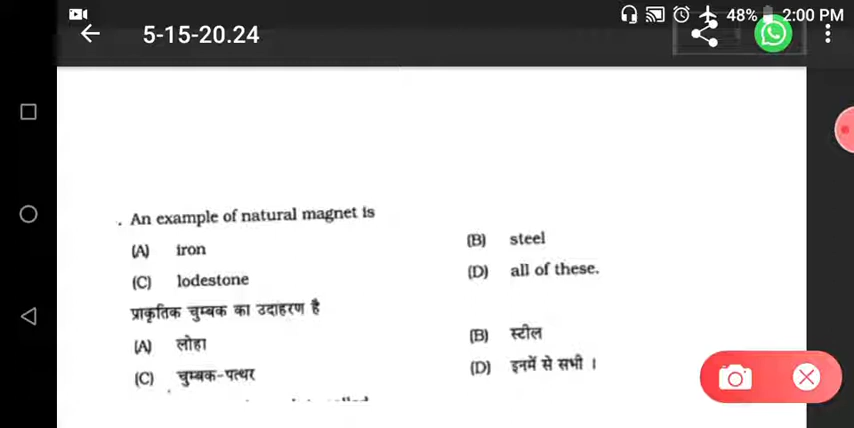 48% 2:00 PM
5-15-20.24
. An example of natural magnet is
(A) iron (B) steel
(C) lodestone (D) all of these.
प्राकृतिक चुम्बक का उदाहरण है
(A) लोहा (B) स्टील
(C) चुम्बक-पत्थर (D) इनमें से सभी ।